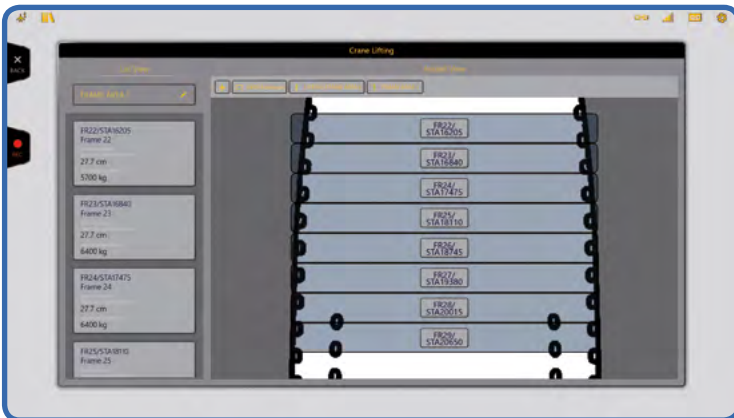 Crane Lifting
BACK
REC
FR22/STA16205
Frame 22
27.7 cm
5700 kg
FR23/STA16840
Frame 23
27.7 cm
6400 kg
FR24/STA17475
Frame 24
27.7 cm
6400 kg
FR25/STA18110
Frame 25
FR22/
STA16205
FR23/
STA16840
FR24/
STA17475
FR25/
STA18110
FR26/
STA18745
FR27/
STA19380
FR28/
STA20015
FR29/
STA20650